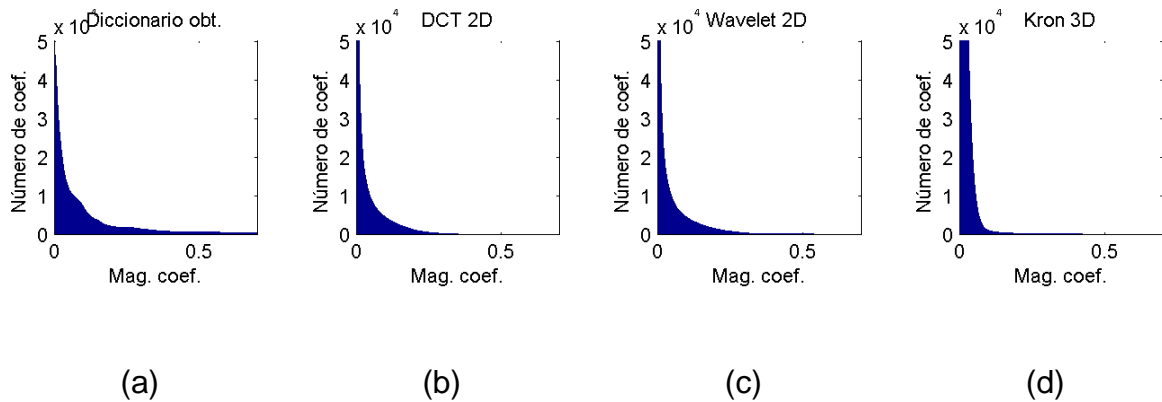 x 10⁴ Diccionario obt.
5
4
3
2
1
0
0 0.5
Número de coef.
Mag. coef.
(a)
x 10⁴ DCT 2D
5
4
3
2
1
0
0 0.5
Número de coef.
Mag. coef.
(b)
x 10⁴ Wavelet 2D
5
4
3
2
1
0
0 0.5
Número de coef.
Mag. coef.
(c)
x 10⁴ Kron 3D
5
4
3
2
1
0
0 0.5
Número de coef.
Mag. coef.
(d)